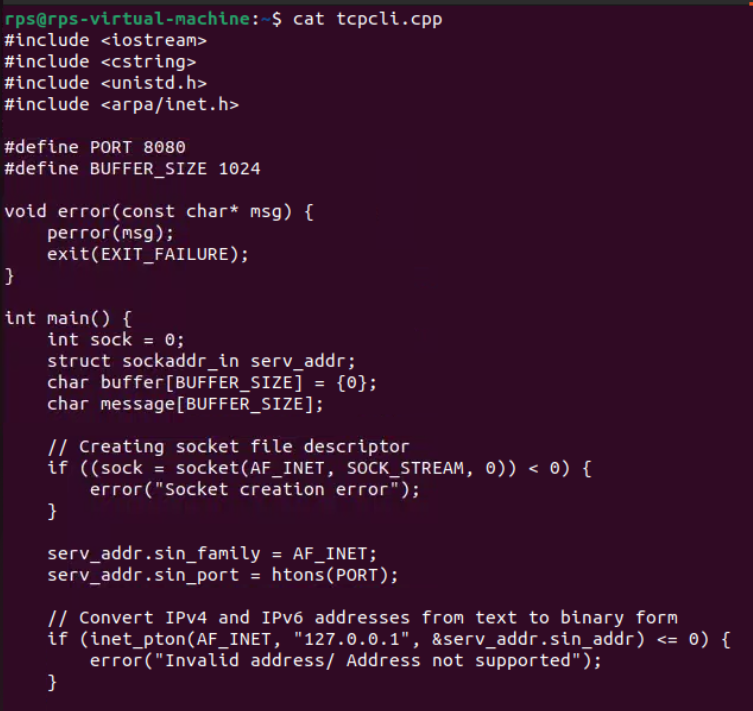 rps@rps-virtual-machine:~$ cat tcpcli.cpp
#include <iostream>
#include <cstring>
#include <unistd.h>
#include <arpa/inet.h>

#define PORT 8080
#define BUFFER_SIZE 1024

void error(const char* msg) {
    perror(msg);
    exit(EXIT_FAILURE);
}

int main() {
    int sock = 0;
    struct sockaddr_in serv_addr;
    char buffer[BUFFER_SIZE] = {0};
    char message[BUFFER_SIZE];

    // Creating socket file descriptor
    if ((sock = socket(AF_INET, SOCK_STREAM, 0)) < 0) {
        error("Socket creation error");
    }

    serv_addr.sin_family = AF_INET;
    serv_addr.sin_port = htons(PORT);

    // Convert IPv4 and IPv6 addresses from text to binary form
    if (inet_pton(AF_INET, "127.0.0.1", &serv_addr.sin_addr) <= 0) {
        error("Invalid address/ Address not supported");
    }